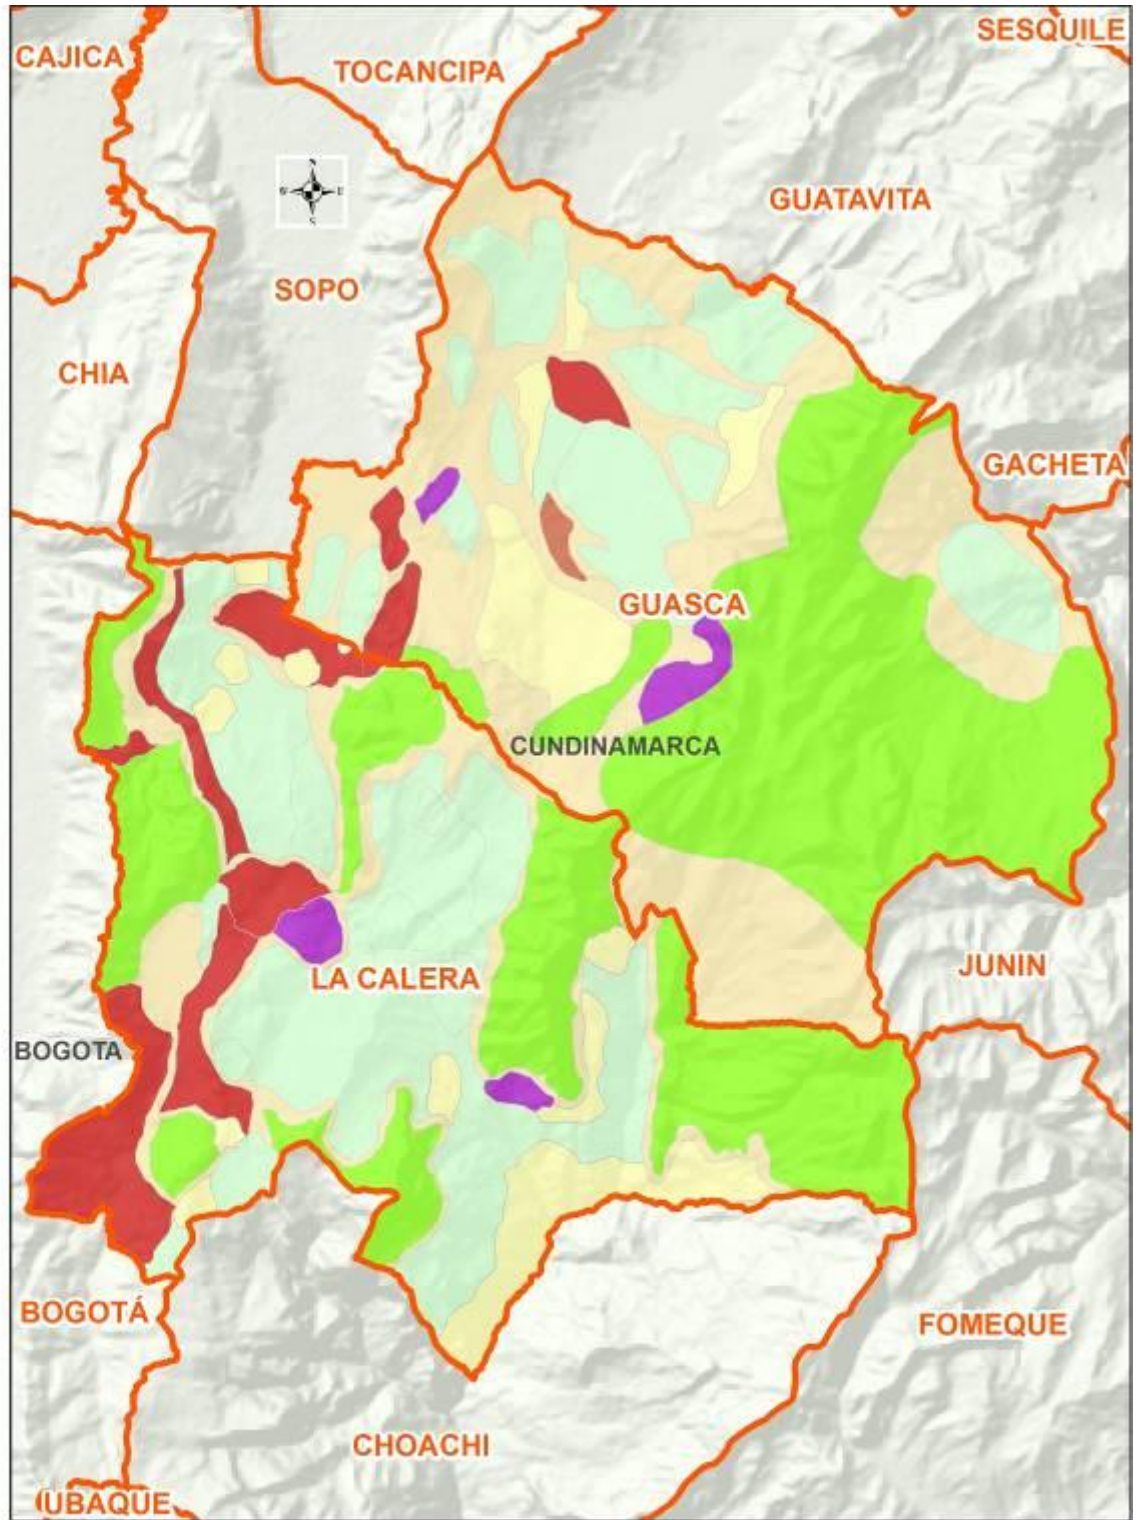 SESQUILE
CAJICA
TOCANCIPA
N
W E
S
GUATAVITA
SOPO
CHIA
GACHETA
GUASCA
CUNDINAMARCA
JUNIN
LA CALERA
BOGOTA
BOGOTÁ
FOMEQUE
CHOACHI
UBAQUE